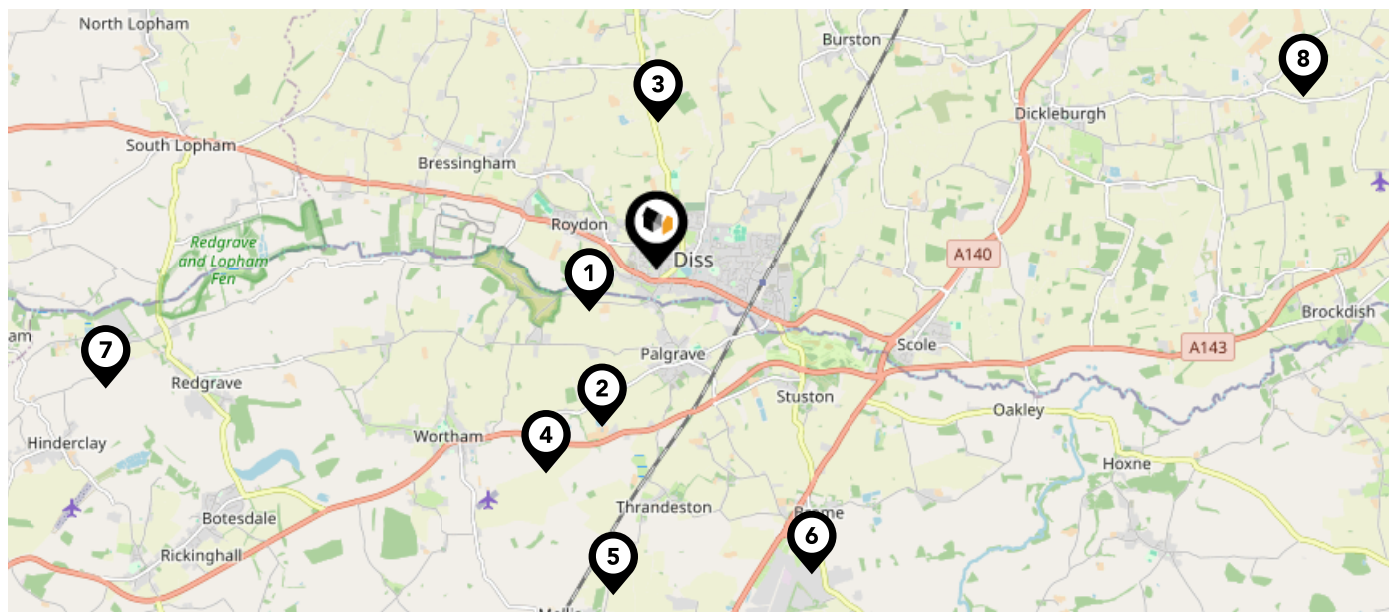 North Lopham
Burston
8
3
Dickleburgh
South Lopham
Bressingham
Roydon
Redgrave
and Lopham
Fen
Diss
A140
1
Brockdish
am
7
Palgrave
Scole
A143
Redgrave
2
Stuston
Oakley
4
Wortham
Hinderclay
Hoxne
Thrandeston
Botesdale
6
5
Rickinghall